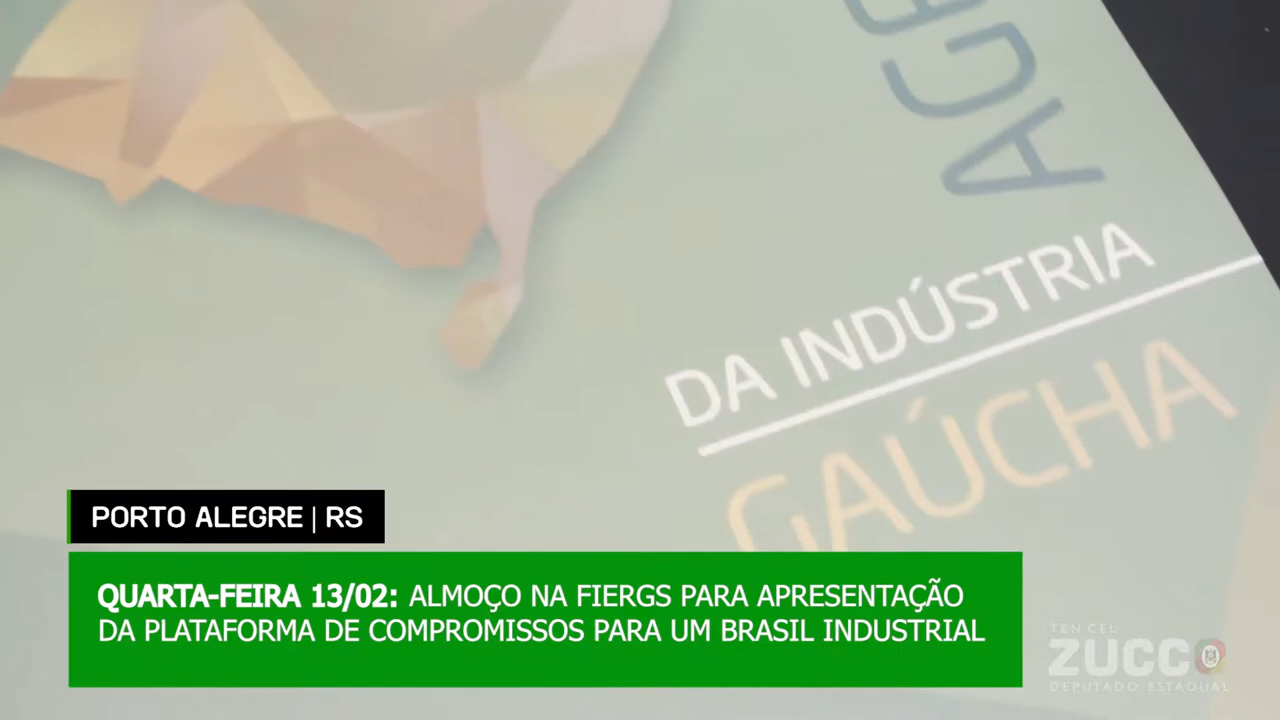 AGE
DA INDÚSTRIA
GAÚCHA
PORTO ALEGRE | RS
QUARTA-FEIRA 13/02: ALMOÇO NA FIERGS PARA APRESENTAÇÃO
DA PLATAFORMA DE COMPROMISSOS PARA UM BRASIL INDUSTRIAL
TEN CEL
ZUCCO
DEPUTADO ESTADUAL